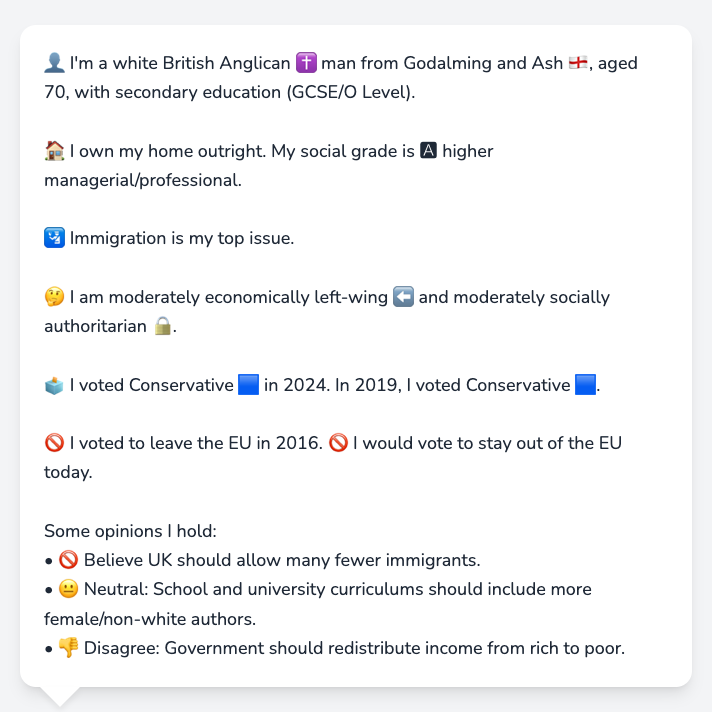 👤 I'm a white British Anglican ✝️ man from Godalming and Ash 🏴󠁧󠁢󠁥󠁮󠁧󠁿, aged
70, with secondary education (GCSE/O Level).
🏠 I own my home outright. My social grade is 🅰 higher
managerial/professional.
🛂 Immigration is my top issue.
🤔 I am moderately economically left-wing ⬅️ and moderately socially
authoritarian 🔒.
🗳️ I voted Conservative 🟦 in 2024. In 2019, I voted Conservative 🟦.
🚫 I voted to leave the EU in 2016. 🚫 I would vote to stay out of the EU
today.
Some opinions I hold:
• 🚫 Believe UK should allow many fewer immigrants.
• 😐 Neutral: School and university curriculums should include more
female/non-white authors.
• 👎 Disagree: Government should redistribute income from rich to poor.